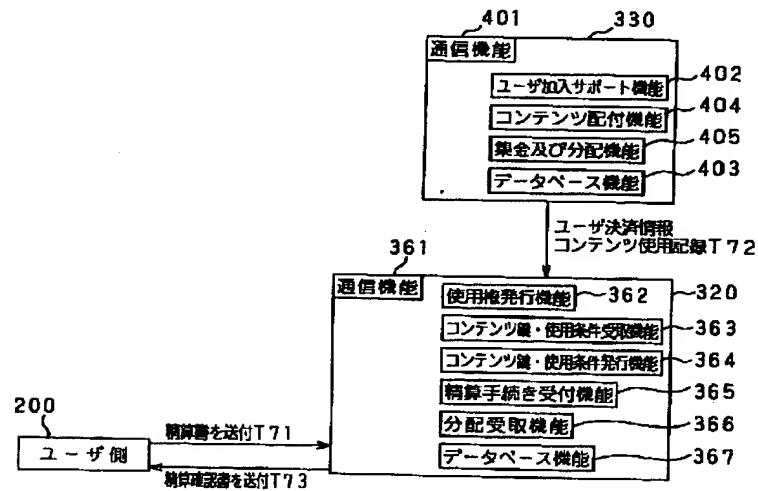 401
330
通信機能
402
ユーザ加入サポート機能
404
コンテンツ配付機能
405
集金及び分配機能
403
データベース機能
ユーザ決済情報
コンテンツ使用記録T72
361
通信機能
使用権発行機能
362
320
コンテンツ鍵・使用条件受取機能
363
コンテンツ鍵・使用条件発行機能
364
精算手続き受付機能
365
分配受取機能
366
データベース機能
367
200
ユーザ側
精算書を送付T71
精算確認書を送付T73